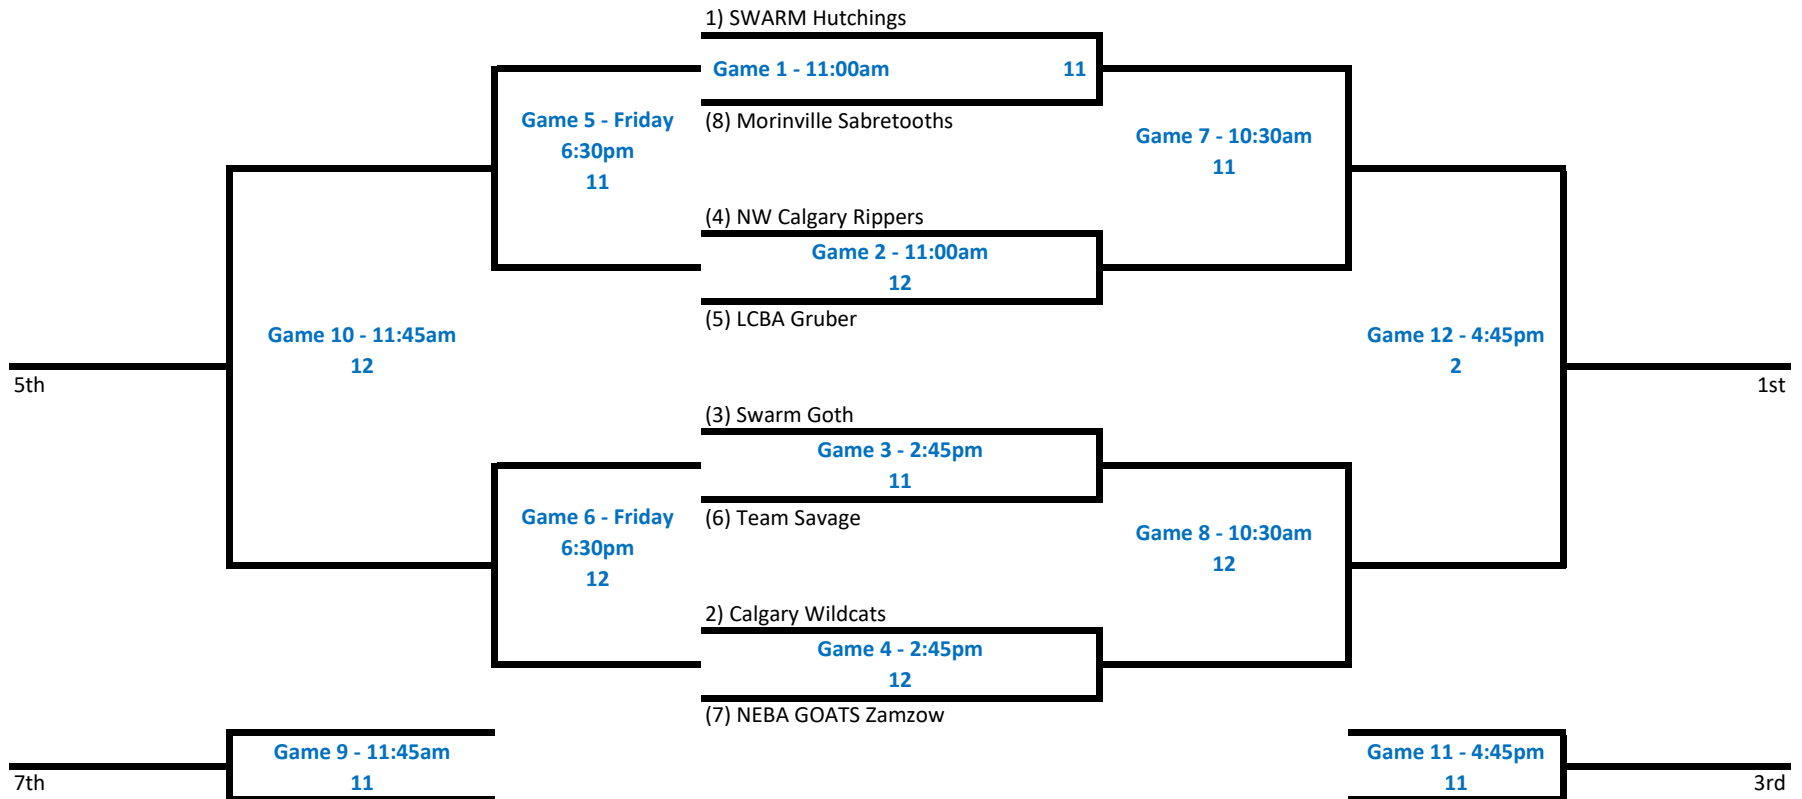 1) SWARM Hutchings
Game 1 - 11:00am 11
(8) Morinville Sabretooths
Game 5 - Friday
6:30pm
11
Game 7 - 10:30am
11
(4) NW Calgary Rippers
Game 2 - 11:00am
12
(5) LCBA Gruber
Game 10 - 11:45am
12
5th
Game 12 - 4:45pm
2
1st
(3) Swarm Goth
Game 3 - 2:45pm
11
(6) Team Savage
Game 6 - Friday
6:30pm
12
Game 8 - 10:30am
12
2) Calgary Wildcats
Game 4 - 2:45pm
12
(7) NEBA GOATS Zamzow
Game 9 - 11:45am
11
7th
Game 11 - 4:45pm
11
3rd